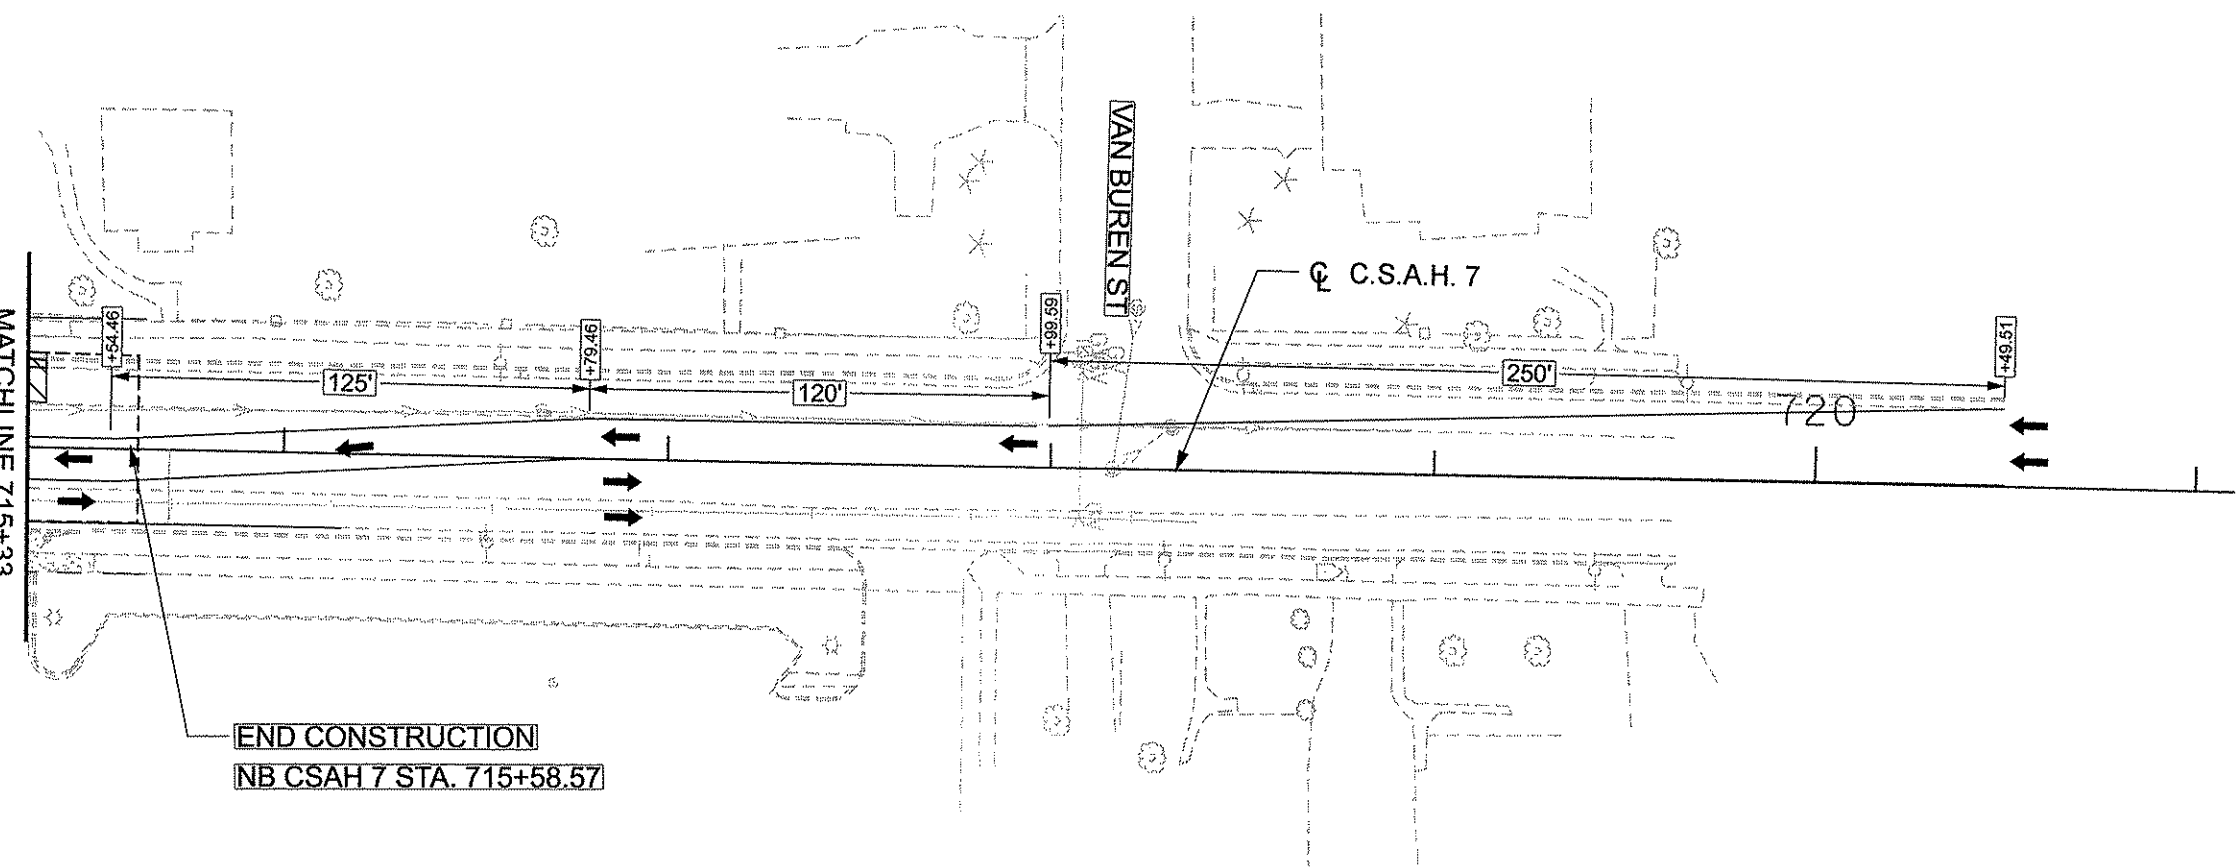 VAN BUREN ST
℄ C.S.A.H. 7
+54.46
+79.46
+99.59
+49.51
125'
120'
250'
720
MATCHLINE 715+33
END CONSTRUCTION
NB CSAH 7 STA. 715+58.57